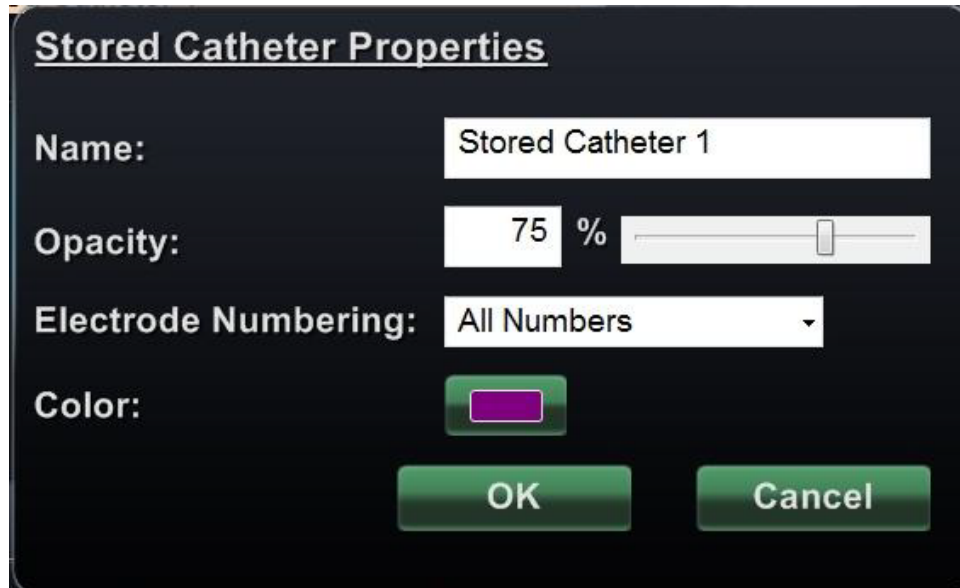 Stored Catheter Properties
Name: Stored Catheter 1
Opacity: 75 %
Electrode Numbering: All Numbers
Color:
OK Cancel